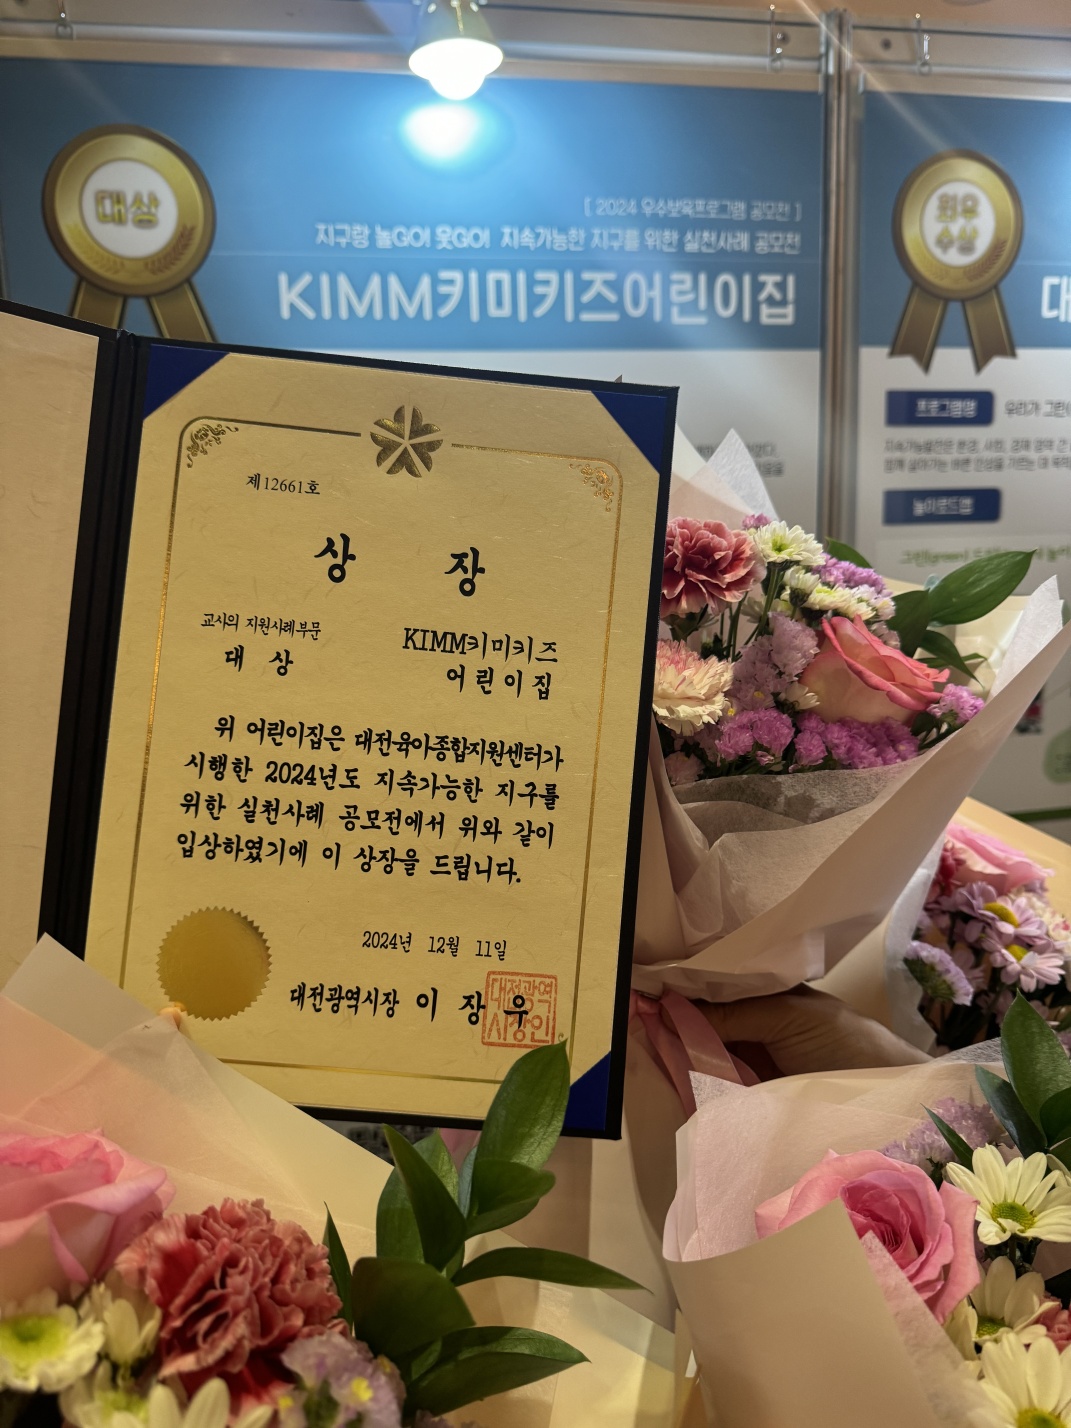 대상
[ 2024 우수보육프로그램 공모전 ]
지구랑 놀GO! 웃GO! 지속가능한 지구를 위한 실천사례 공모전
KIMM키미키즈어린이집
최우
수상
대
프로그램명
우리가 그린
놀이로드맵
제12661호
상 장
교사의 지원사례부문
대 상
KIMM키미키즈
어린이집
위 어린이집은 대전육아종합지원센터가
시행한 2024년도 지속가능한 지구를
위한 실천사례 공모전에서 위와 같이
입상하였기에 이 상장을 드립니다.
2024년 12월 11일
대전광역시장 이 장 우
대전광역
시장인